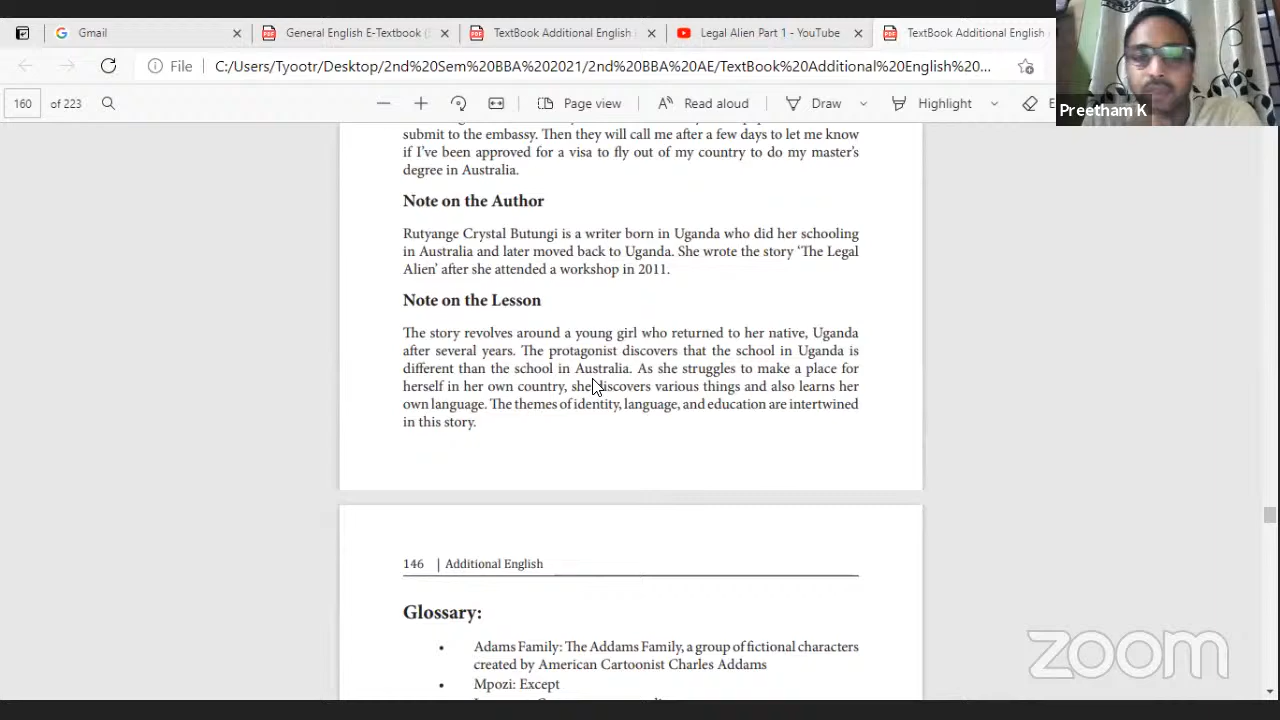 Gmail
General English E-Textbook (
TextBook Additional English
Legal Alien Part 1 - YouTube
TextBook Additional English
File
C:/Users/Tyootr/Desktop/2nd%20Sem%20BBA%202021/2nd%20BBA%20AE/TextBook%20Additional%20English%20...
160 of 223
Page view
Read aloud
Draw
Highlight
Preetham K
submit to the embassy. Then they will call me after a few days to let me know
if I've been approved for a visa to fly out of my country to do my master's
degree in Australia.
Note on the Author
Rutyange Crystal Butungi is a writer born in Uganda who did her schooling
in Australia and later moved back to Uganda. She wrote the story 'The Legal
Alien' after she attended a workshop in 2011.
Note on the Lesson
The story revolves around a young girl who returned to her native, Uganda
after several years. The protagonist discovers that the school in Uganda is
different than the school in Australia. As she struggles to make a place for
herself in her own country, she discovers various things and also learns her
own language. The themes of identity, language, and education are intertwined
in this story.
146 | Additional English
Glossary:
• Adams Family: The Addams Family, a group of fictional characters
created by American Cartoonist Charles Addams
• Mpozi: Except
zoom